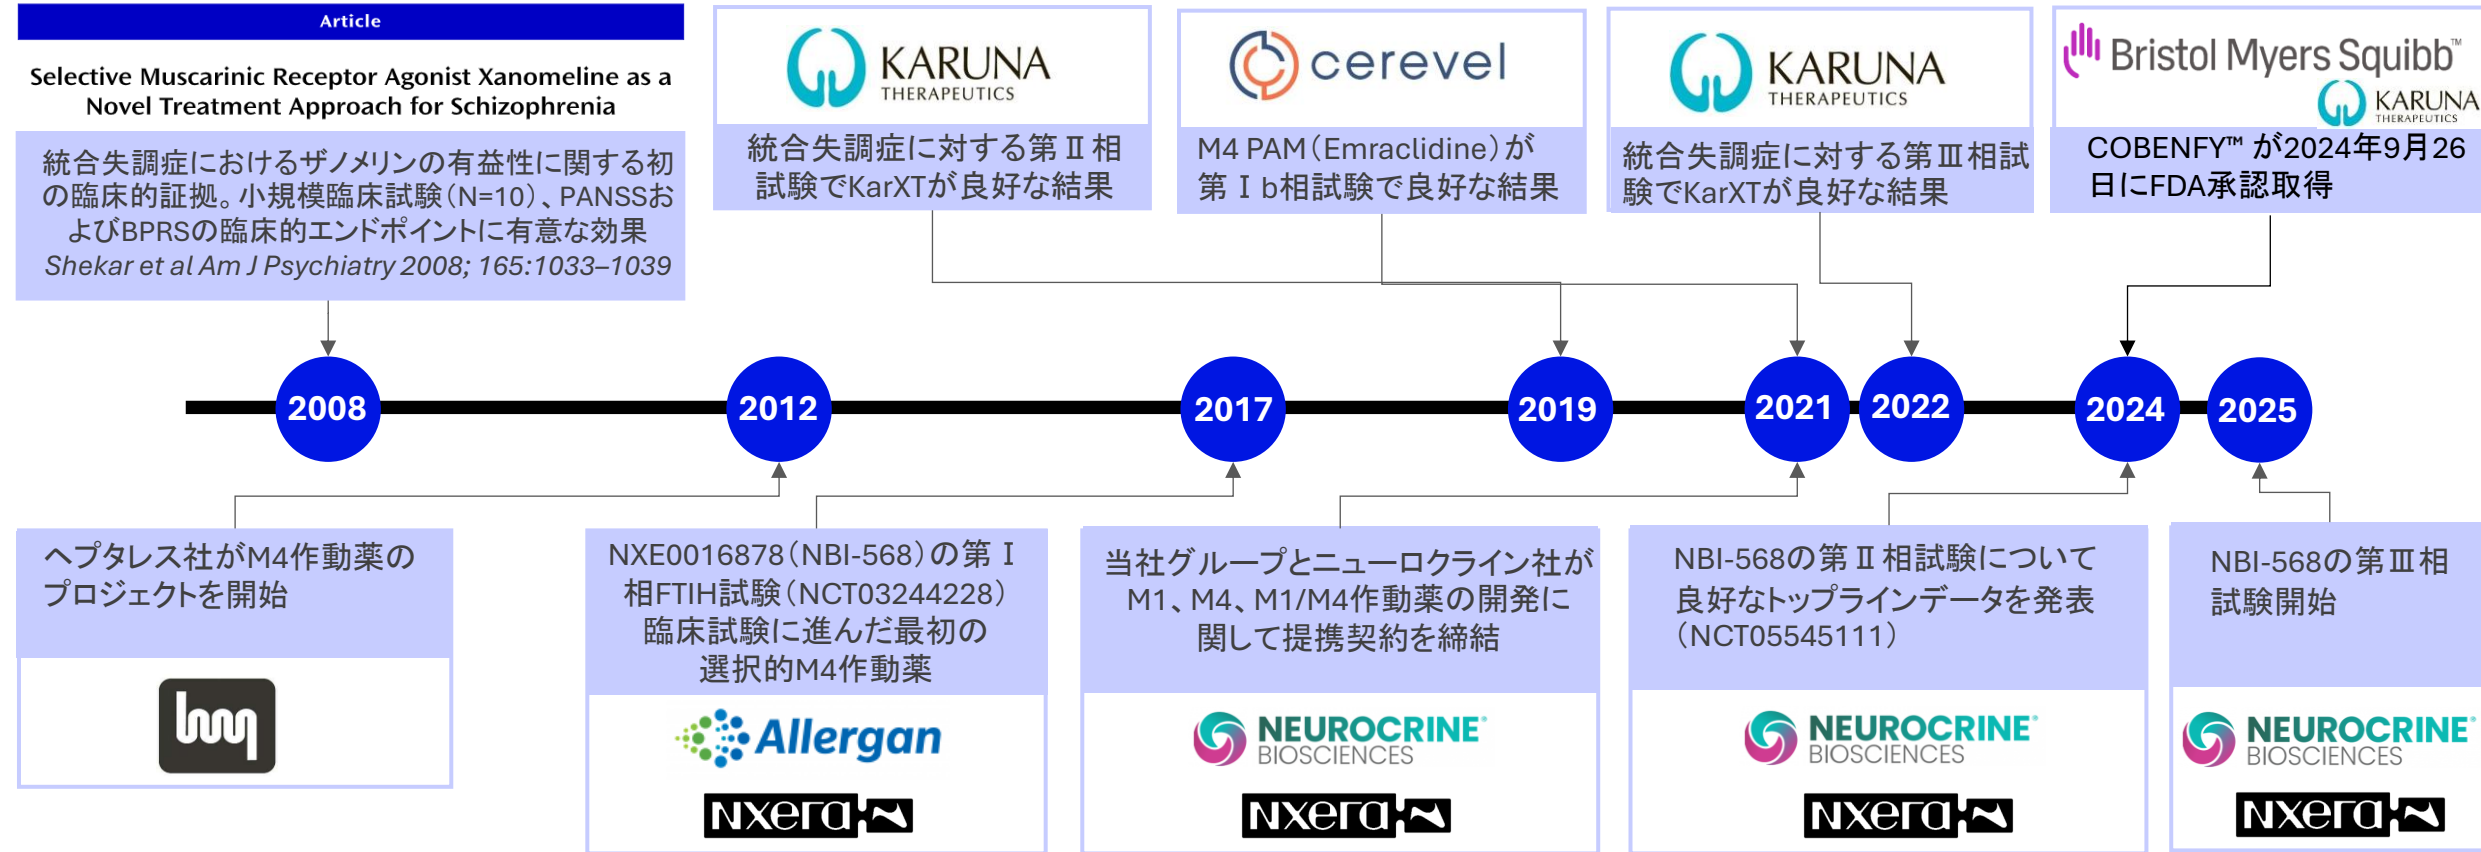 Article
Selective Muscarinic Receptor Agonist Xanomeline as a
Novel Treatment Approach for Schizophrenia
統合失調症におけるザノメリンの有益性に関する初
の臨床的証拠。小規模臨床試験（N=10）、PANSSお
よびBPRSの臨床的エンドポイントに有意な効果
Shekar et al Am J Psychiatry 2008; 165:1033–1039
KARUNA
THERAPEUTICS
統合失調症に対する第Ⅱ相
試験でKarXTが良好な結果
cerevel
M4 PAM（Emraclidine）が
第Ⅰb相試験で良好な結果
KARUNA
THERAPEUTICS
統合失調症に対する第Ⅲ相試
験でKarXTが良好な結果
Bristol Myers Squibb™
KARUNA
THERAPEUTICS
COBENFY™ が2024年9月26
日にFDA承認取得
2008
2012
2017
2019
2021
2022
2024
2025
ヘプタレス社がM4作動薬の
プロジェクトを開始
NXE0016878（NBI-568）の第Ⅰ
相FTIH試験（NCT03244228）
臨床試験に進んだ最初の
選択的M4作動薬
Allergan
NXera
当社グループとニューロクライン社が
M1、M4、M1/M4作動薬の開発に
関して提携契約を締結
NEUROCRINE®
BIOSCIENCES
NXera
NBI-568の第Ⅱ相試験について
良好なトップラインデータを発表
（NCT05545111）
NEUROCRINE®
BIOSCIENCES
NXera
NBI-568の第Ⅲ相
試験開始
NEUROCRINE®
BIOSCIENCES
NXera